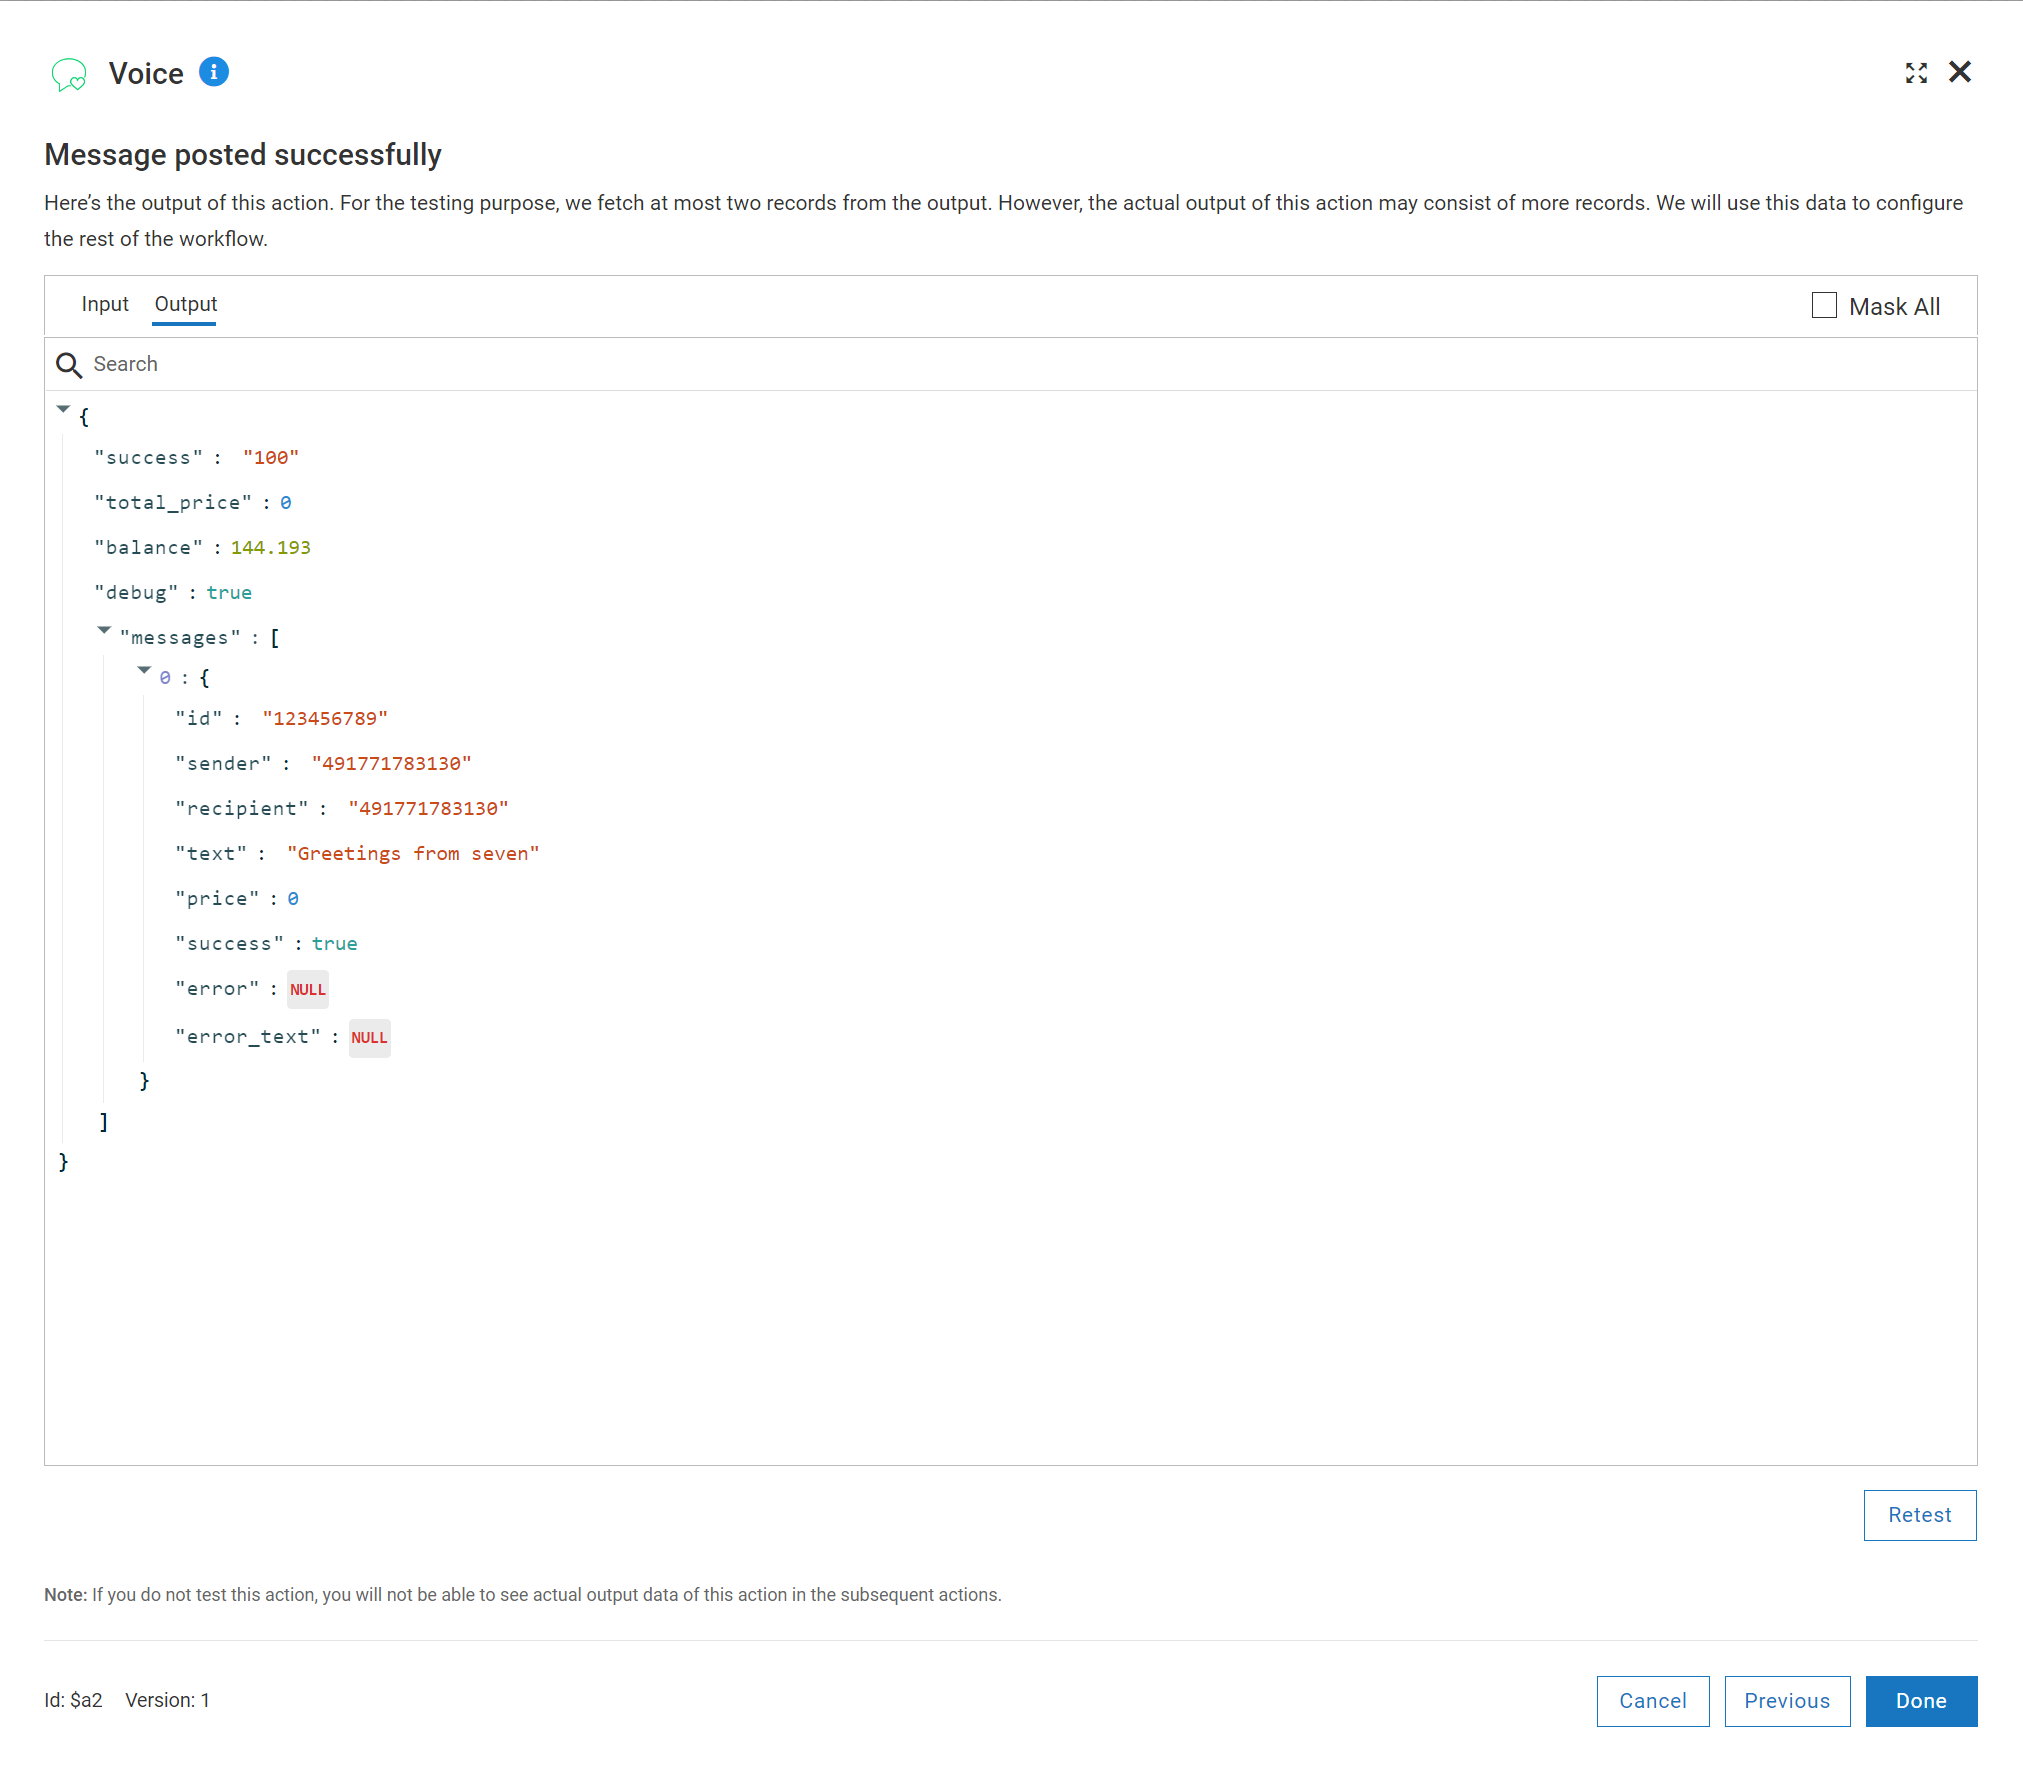 Voice
Message posted successfully
Here's the output of this action. For the testing purpose, we fetch at most two records from the output. However, the actual output of this action may consist of more records. We will use this data to configure
the rest of the workflow.
Input Output Mask All
Search
{
"success" : "100"
"total_price" : 0
"balance" : 144.193
"debug" : true
"messages" : [
0 : {
"id" : "123456789"
"sender" : "491771783130"
"recipient" : "491771783130"
"text" : "Greetings from seven"
"price" : 0
"success" : true
"error" : NULL
"error_text" : NULL
}
]
}
Retest
Note: If you do not test this action, you will not be able to see actual output data of this action in the subsequent actions.
Id: $a2 Version: 1 Cancel Previous Done